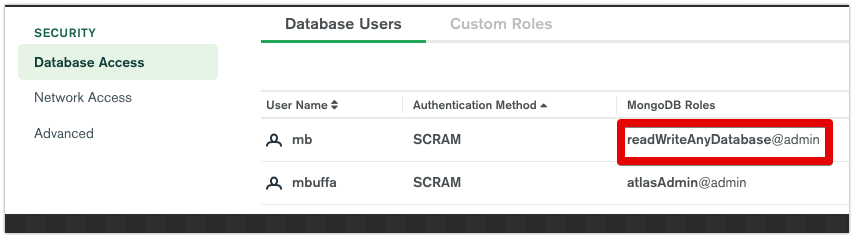 SECURITY
Database Access
Network Access
Advanced
Database Users Custom Roles
User Name Authentication Method MongoDB Roles
mb SCRAM readWriteAnyDatabase@admin
mbuffa SCRAM atlasAdmin@admin